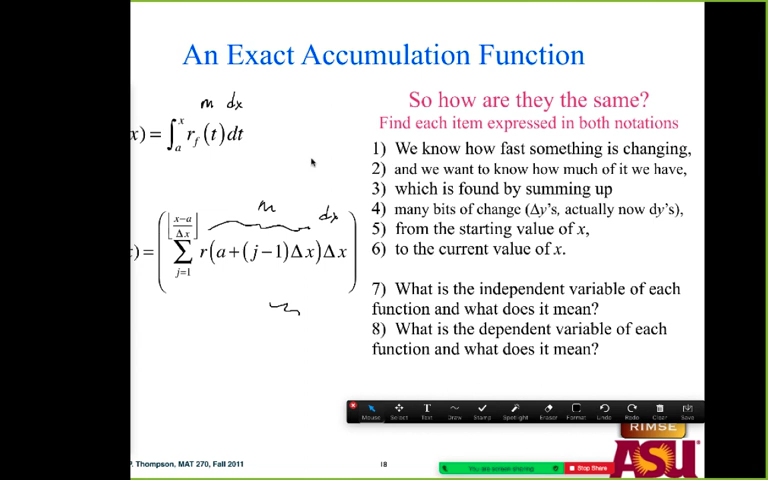 An Exact Accumulation Function
m dx
x) = ∫ₐˣ r_f (t)dt
m dx
:) = ( ∑_{j=1}^{⌊(x−a)/Δx⌋} r(a+(j−1)Δx)Δx )
So how are they the same?
Find each item expressed in both notations
1) We know how fast something is changing,
2) and we want to know how much of it we have,
3) which is found by summing up
4) many bits of change (Δy's, actually now dy's),
5) from the starting value of x,
6) to the current value of x.
7) What is the independent variable of each
function and what does it mean?
8) What is the dependent variable of each
function and what does it mean?
Mouse Select Text Draw Stamp Spotlight Eraser Format Undo Redo Clear Save
RIMSE
ASU
. Thompson, MAT 270, Fall 2011
18
You are screen sharing
Stop Share